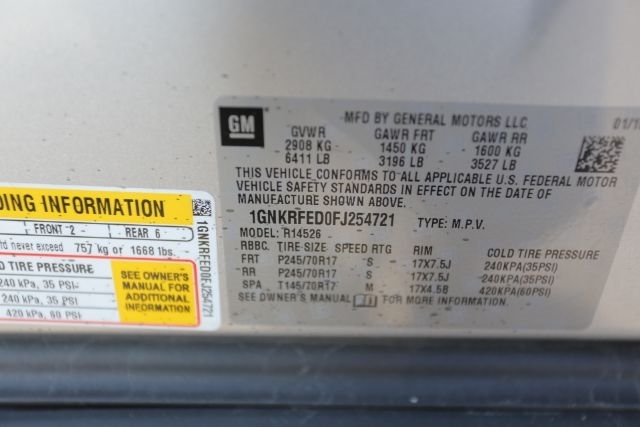 GM
MFD BY GENERAL MOTORS LLC
GVWR GAWR FRT GAWR RR
2908 KG 1450 KG 1600 KG
6411 LB 3196 LB 3527 LB
THIS VEHICLE CONFORMS TO ALL APPLICABLE U.S. FEDERAL MOTOR
VEHICLE SAFETY STANDARDS IN EFFECT ON THE DATE OF
MANUFACTURE SHOWN ABOVE.
1GNKRFED0FJ254721 TYPE: M.P.V.
MODEL: R14526
RBBC. TIRE SIZE SPEED RTG RIM COLD TIRE PRESSURE
FRT P245/70R17 S 17X7.5J 240KPA(35PSI)
RR P245/70R17 S 17X7.5J 240KPA(35PSI)
SPA T145/70R17 M 17X4.5B 420KPA(60PSI)
SEE OWNER'S MANUAL FOR MORE INFORMATION.
INFORMATION
FRONT 2 REAR 6
never exceed 757 kg or 1668 lbs.
TIRE PRESSURE
240 kPa, 35 PSI
240 kPa, 35 PSI
420 kPa, 60 PSI
SEE OWNER'S
MANUAL FOR
ADDITIONAL
INFORMATION
1GNKRFED0FJ254721